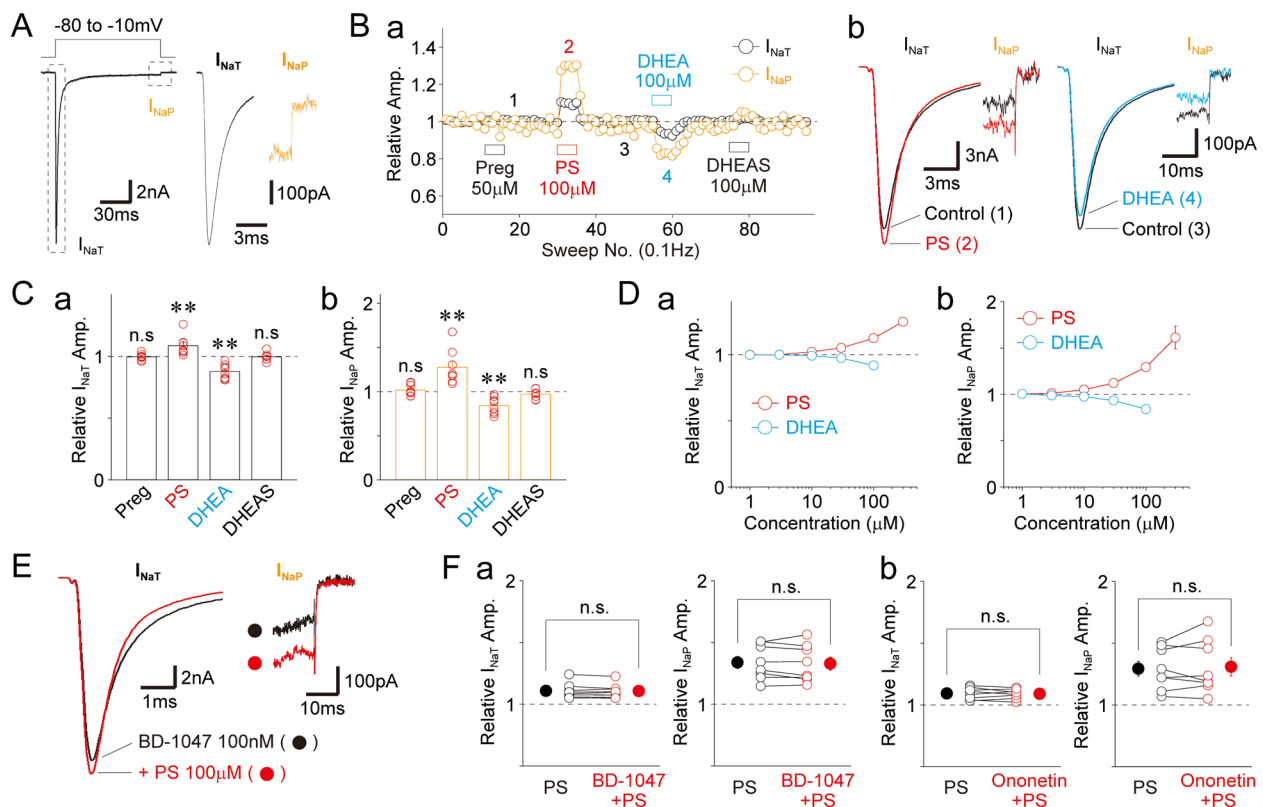 A
-80 to -10mV
INaT
INaP
INaP
2nA
30ms
100pA
3ms
INaT
B
a
Relative Amp.
1.4
1.2
1.0
0.8
0.6
2
1
3
4
DHEA
100μM
INaT
INaP
Preg
50μM
PS
100μM
DHEAS
100μM
0
20
40
60
80
Sweep No. (0.1Hz)
b
INaT
INaP
INaT
INaP
3nA
3ms
100pA
10ms
Control (1)
PS (2)
DHEA (4)
Control (3)
C
a
Relative INaT Amp.
1
0
n.s
**
**
n.s
Preg
PS
DHEA
DHEAS
b
Relative INaP Amp.
2
1
0
n.s
**
**
n.s
Preg
PS
DHEA
DHEAS
D
a
Relative INaT Amp.
1
0
PS
DHEA
1
10
100
Concentration (μM)
b
Relative INaP Amp.
2
1
0
PS
DHEA
1
10
100
Concentration (μM)
E
INaT
INaP
2nA
1ms
100pA
10ms
BD-1047 100nM ( ● )
+ PS 100μM ( ● )
F
a
Relative INaT Amp.
2
1
n.s.
PS
BD-1047
+PS
Relative INaP Amp.
2
1
n.s.
PS
BD-1047
+PS
b
Relative INaT Amp.
2
1
n.s.
PS
Ononetin
+PS
Relative INaP Amp.
2
1
n.s.
PS
Ononetin
+PS